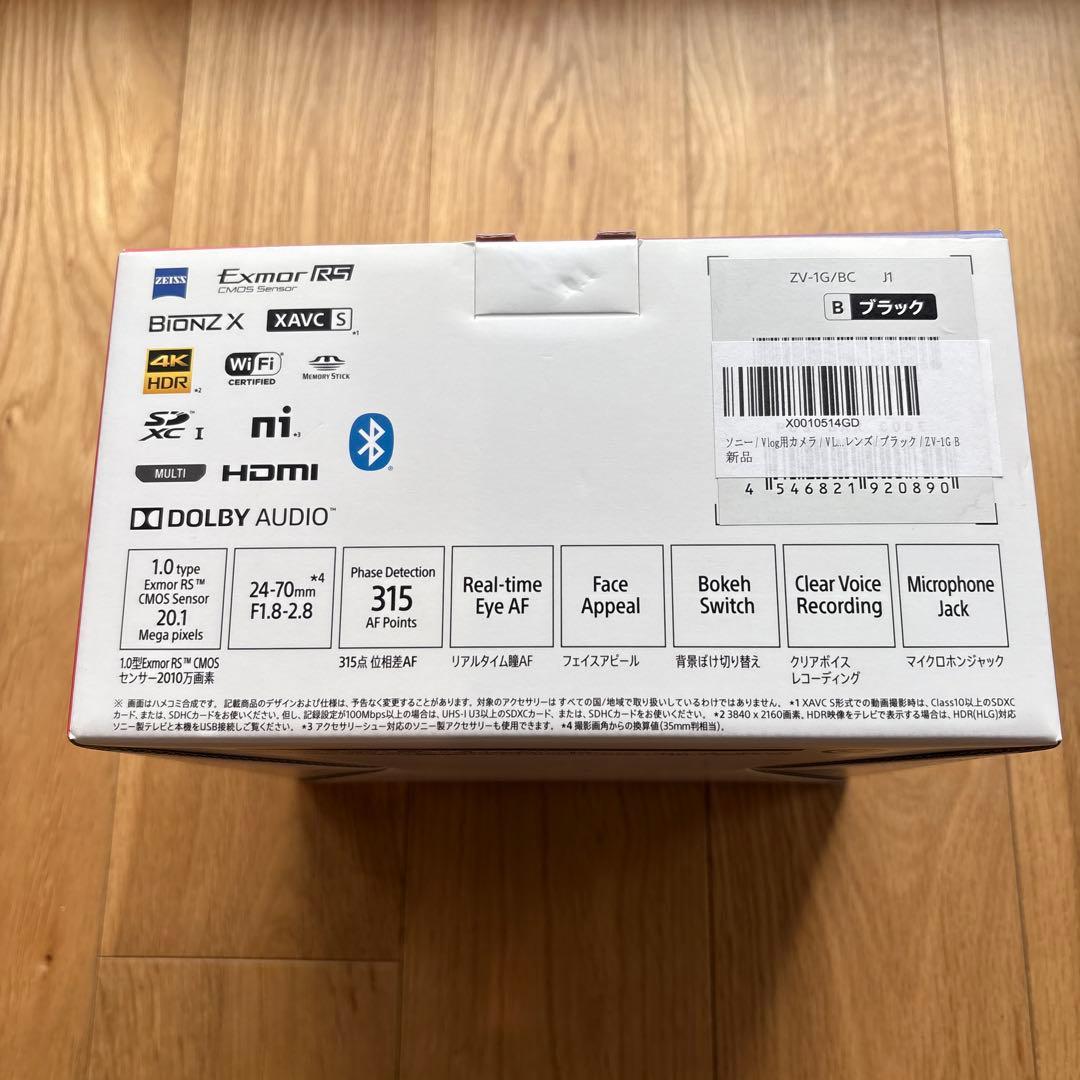 ZEISS
Exmor RS
CMOS Sensor
BIONZ X
XAVC S *1
4K
HDR *2
Wi Fi
CERTIFIED
MEMORY STICK
SDXC I ™
mi *3
MULTI
HDMI
DOLBY AUDIO™
ZV-1G/BC J1
B ブラック
X0010514GD
ソニー/Vlog用カメラ/VL...レンズ/ブラック/ZV-1G B
新品
4 546821 920890
1.0 type
Exmor RS™
CMOS Sensor
20.1
Mega pixels
1.0型Exmor RS™ CMOS
センサー2010万画素
24-70mm *4
F1.8-2.8
Phase Detection
315
AF Points
315点 位相差AF
Real-time
Eye AF
リアルタイム瞳AF
Face
Appeal
フェイスアピール
Bokeh
Switch
背景ぼけ切り替え
Clear Voice
Recording
クリアボイス
レコーディング
Microphone
Jack
マイクロホンジャック
※ 画面はハメコミ合成です。 記載商品のデザインおよび仕様は、予告なく変更することがあります。対象のアクセサリーは すべての国/地域で取り扱いしているわけではありません。 *1 XAVC S形式での動画撮影時は、Class10以上のSDXC
カード、または、SDHCカードをお使いください。但し、記録設定が100Mbps以上の場合は、UHS-I U3以上のSDXCカード、または、SDHCカードをお使いください。 *2 3840 x 2160画素、HDR映像をテレビで表示する場合は、HDR(HLG)対応
ソニー製テレビと本機をUSB接続しご覧ください。 *3 アクセサリーシュー対応のソニー製アクセサリーも使用できます。 *4 撮影画角からの換算値(35mm判相当)。